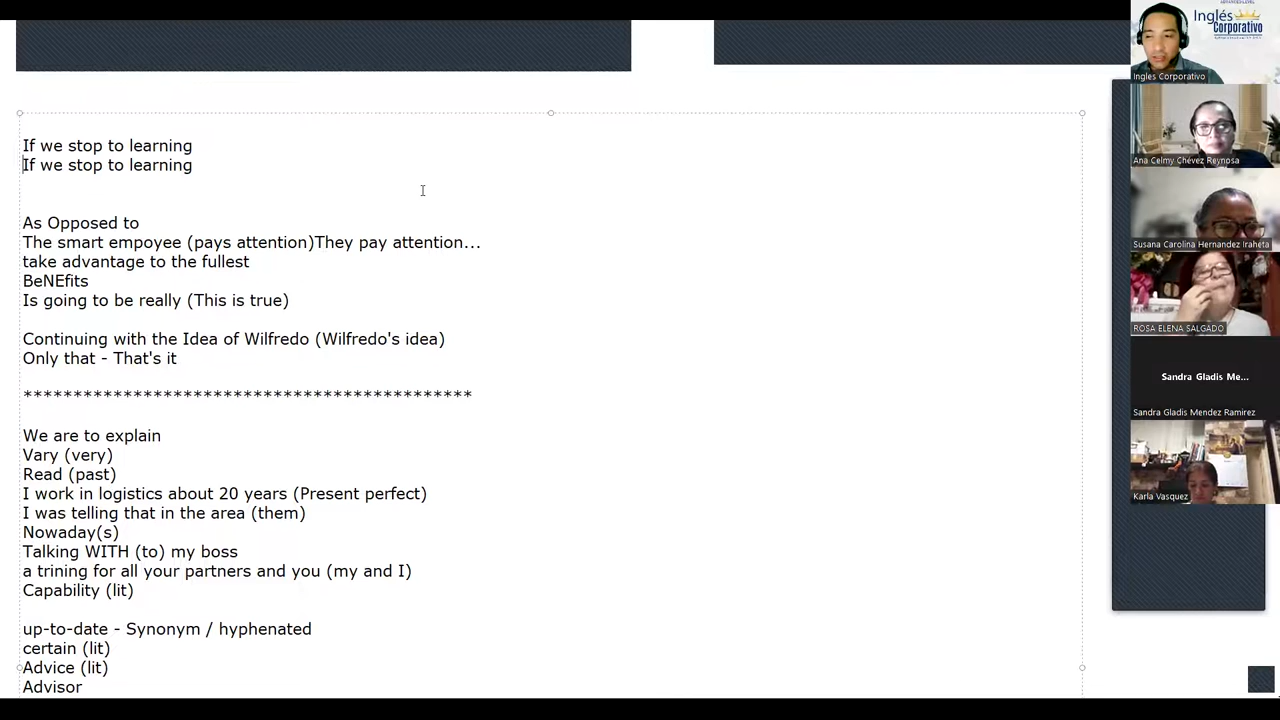 If we stop to learning
If we stop to learning
As Opposed to
The smart empoyee (pays attention)They pay attention...
take advantage to the fullest
BeNEfits
Is going to be really (This is true)
Continuing with the Idea of Wilfredo (Wilfredo's idea)
Only that - That's it
*********************************************
We are to explain
Vary (very)
Read (past)
I work in logistics about 20 years (Present perfect)
I was telling that in the area (them)
Nowaday(s)
Talking WITH (to) my boss
a trining for all your partners and you (my and I)
Capability (lit)
up-to-date - Synonym / hyphenated
certain (lit)
Advice (lit)
Advisor
Inglés
Corporativo
Ingles Corporativo
Ana Celmy Chévez Reynosa
Susana Carolina Hernandez Iraheta
ROSA ELENA SALGADO
Sandra Gladis Me...
Sandra Gladis Mendez Ramirez
Karla Vasquez